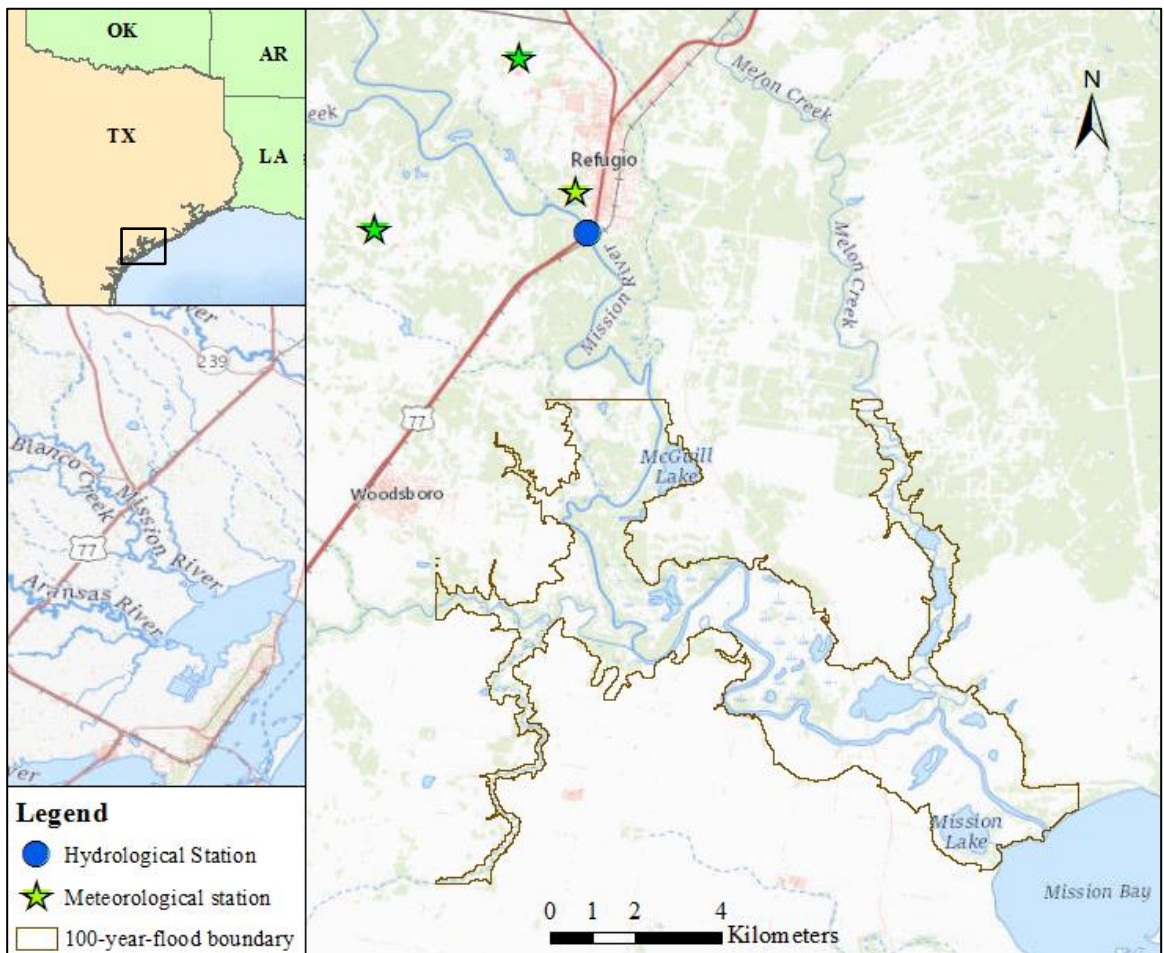 OK
AR
TX
LA
River
239
Blanco Creek
Mission River
77
Aransas River
ver
Legend
Hydrological Station
Meteorological station
100-year-flood boundary
Melon Creek
N
eek
Refugio
Melon Creek
Mission River
77
McGuill
Lake
Woodsboro
Mission
Lake
Mission Bay
0 1 2 4
Kilometers